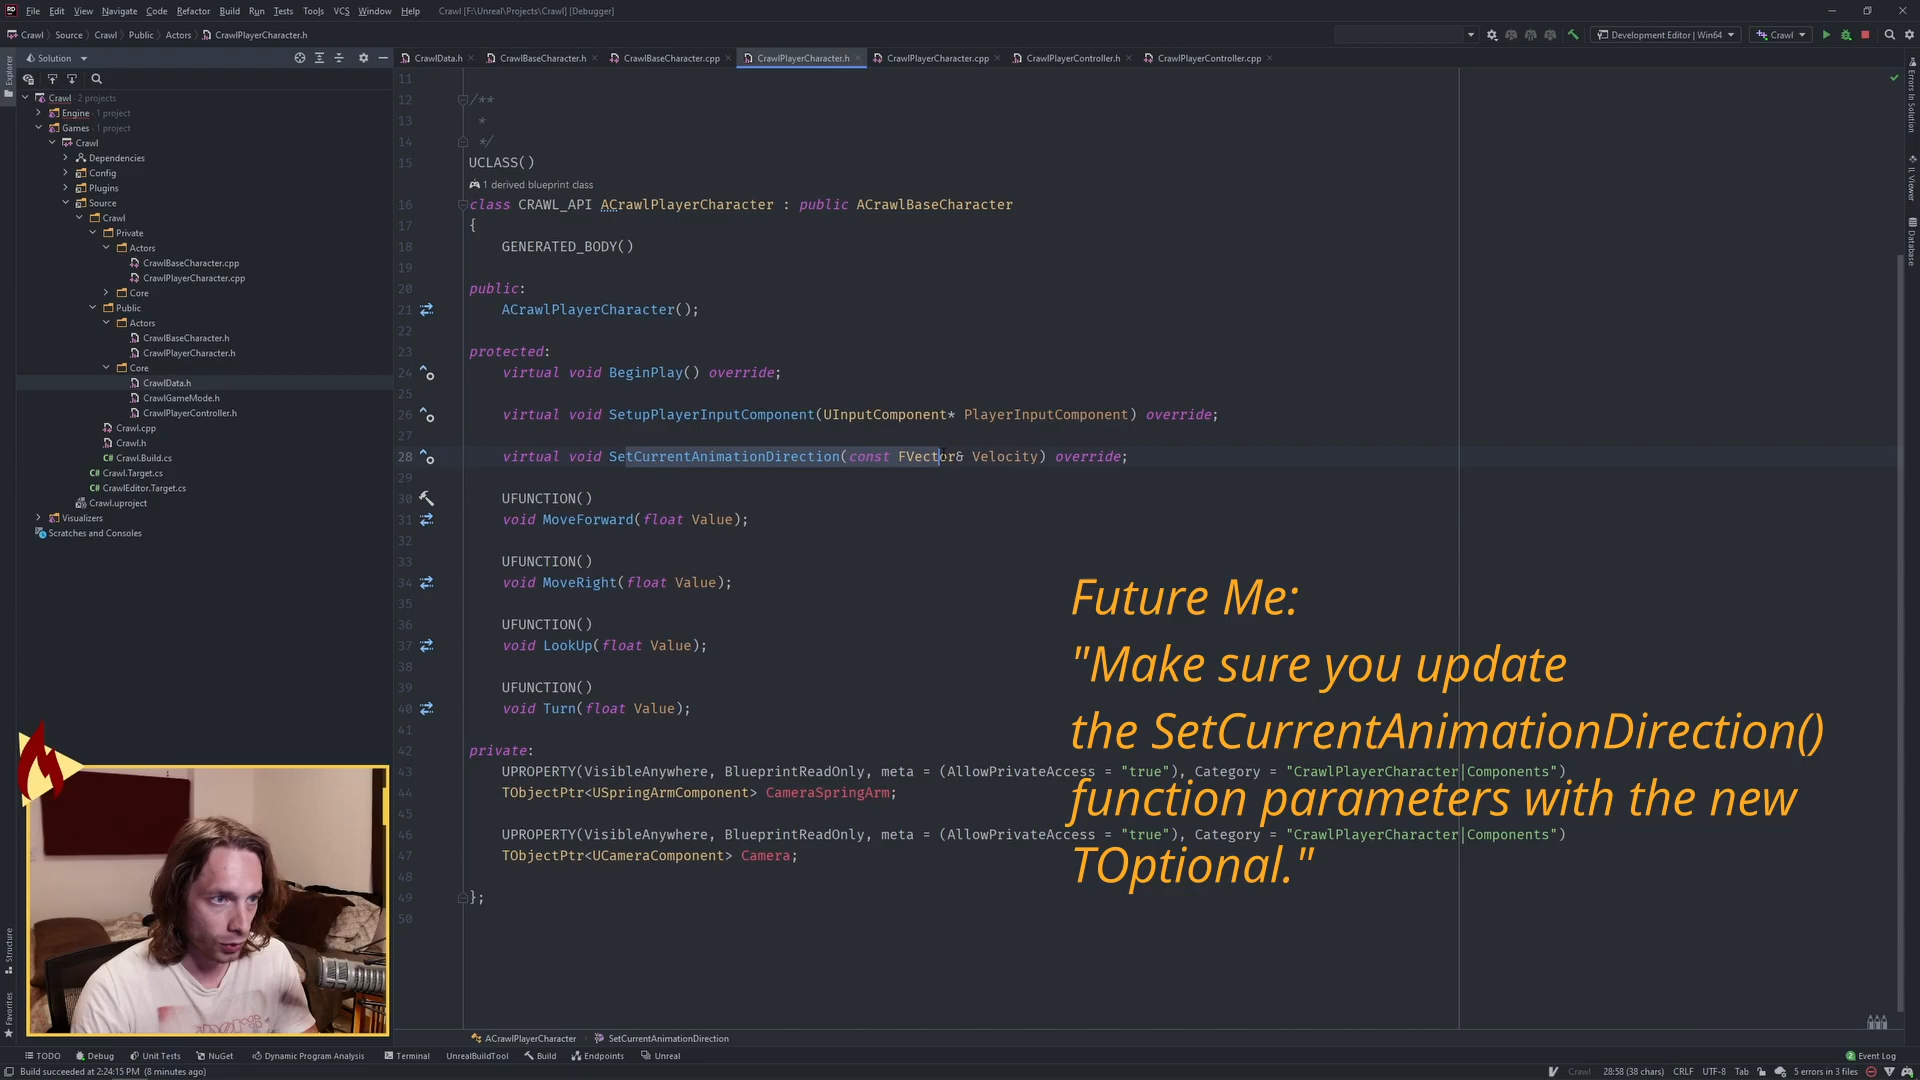 File Edit View Navigate Code Refactor Build Run Tests Tools VCS Window Help Crawl [F:\Unreal\Projects\Crawl] [Debugger]
Crawl Source Crawl Public Actors CrawlPlayerCharacter.h
Development Editor | Win64 Crawl
Solution
CrawlData.h CrawlBaseCharacter.h CrawlBaseCharacter.cpp CrawlPlayerCharacter.h CrawlPlayerCharacter.cpp CrawlPlayerController.h CrawlPlayerController.cpp
Explorer
Structure
Favorites
Errors In Solution
IL Viewer
Database
Crawl 2 projects
Engine 1 project
Games 1 project
Crawl
Dependencies
Config
Plugins
Source
Crawl
Private
Actors
CrawlBaseCharacter.cpp
CrawlPlayerCharacter.cpp
Core
Public
Actors
CrawlBaseCharacter.h
CrawlPlayerCharacter.h
Core
CrawlData.h
CrawlGameMode.h
CrawlPlayerController.h
Crawl.cpp
Crawl.h
Crawl.Build.cs
Crawl.Target.cs
CrawlEditor.Target.cs
Crawl.uproject
Visualizers
Scratches and Consoles
11
12 /**
13 *
14 */
15 UCLASS()
1 derived blueprint class
16 class CRAWL_API ACrawlPlayerCharacter : public ACrawlBaseCharacter
17 {
18 GENERATED_BODY()
19
20 public:
21 ACrawlPlayerCharacter();
22
23 protected:
24 virtual void BeginPlay() override;
25
26 virtual void SetupPlayerInputComponent(UInputComponent* PlayerInputComponent) override;
27
28 virtual void SetCurrentAnimationDirection(const FVector& Velocity) override;
29
30 UFUNCTION()
31 void MoveForward(float Value);
32
33 UFUNCTION()
34 void MoveRight(float Value);
35
36 UFUNCTION()
37 void LookUp(float Value);
38
39 UFUNCTION()
40 void Turn(float Value);
41
42 private:
43 UPROPERTY(VisibleAnywhere, BlueprintReadOnly, meta = (AllowPrivateAccess = "true"), Category = "CrawlPlayerCharacter|Components")
44 TObjectPtr<USpringArmComponent> CameraSpringArm;
45
46 UPROPERTY(VisibleAnywhere, BlueprintReadOnly, meta = (AllowPrivateAccess = "true"), Category = "CrawlPlayerCharacter|Components")
47 TObjectPtr<UCameraComponent> Camera;
48
49 };
50
Future Me:
"Make sure you update
the SetCurrentAnimationDirection()
function parameters with the new
TOptional."
ACrawlPlayerCharacter SetCurrentAnimationDirection
TODO Debug Unit Tests NuGet Dynamic Program Analysis Terminal UnrealBuildTool Build Endpoints Unreal 2 Event Log
Build succeeded at 2:24:15 PM (8 minutes ago) Crawl 28:58 (38 chars) CRLF UTF-8 Tab 5 errors in 3 files